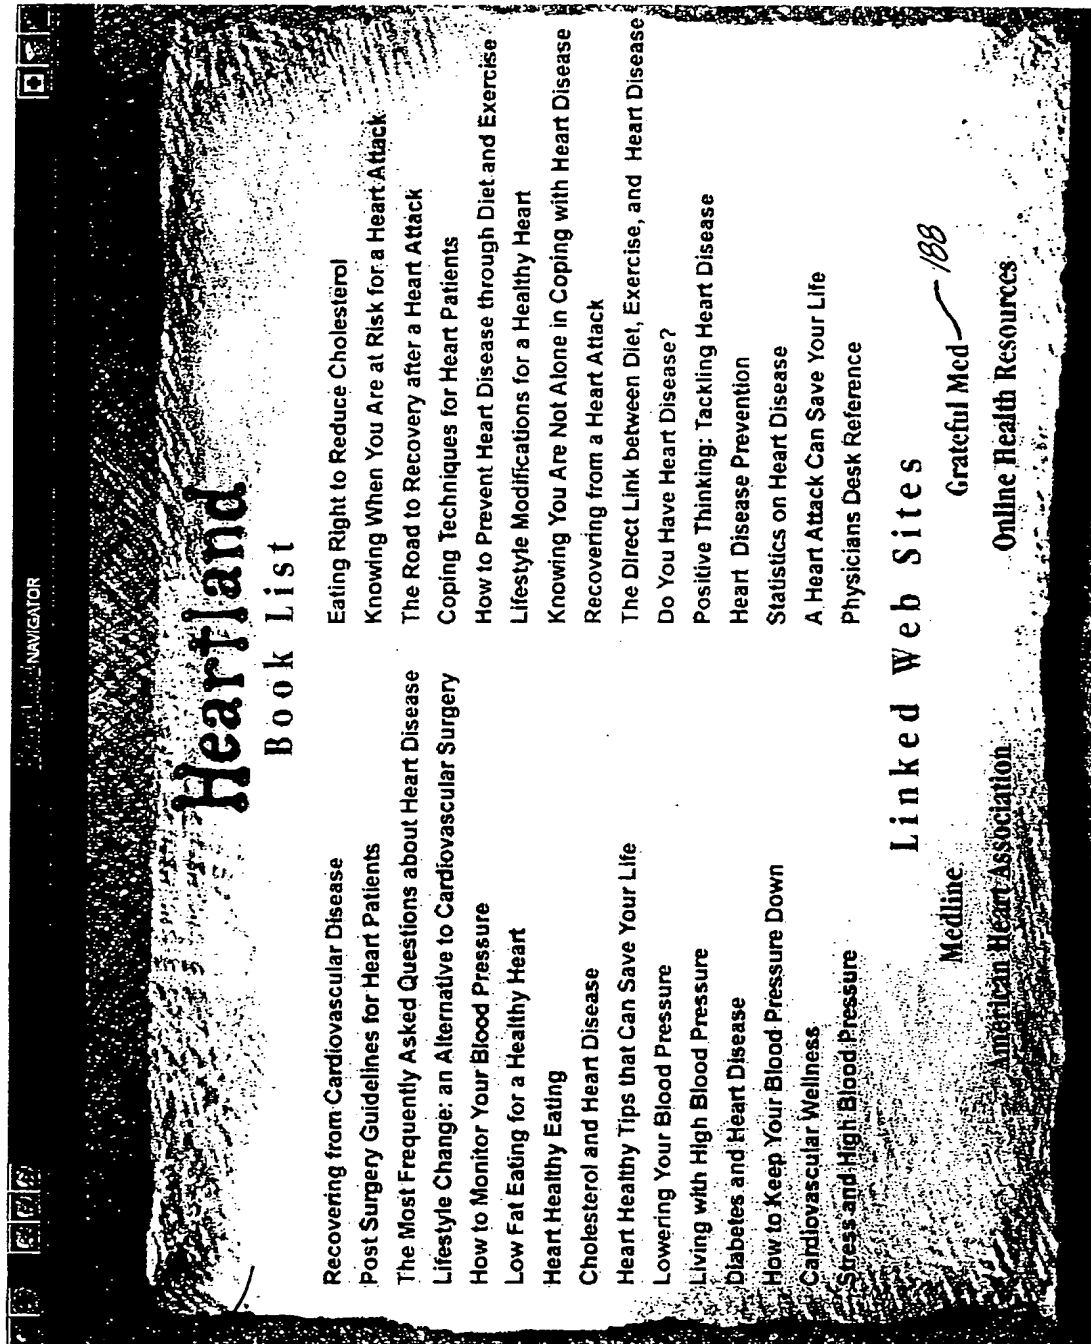 NAVIGATOR
Heartland
Book List
Recovering from Cardiovascular Disease
Post Surgery Guidelines for Heart Patients
The Most Frequently Asked Questions about Heart Disease
Lifestyle Change: an Alternative to Cardiovascular Surgery
How to Monitor Your Blood Pressure
Low Fat Eating for a Healthy Heart
Heart Healthy Eating
Cholesterol and Heart Disease
Heart Healthy Tips that Can Save Your Life
Lowering Your Blood Pressure
Living with High Blood Pressure
Diabetes and Heart Disease
How to Keep Your Blood Pressure Down
Cardiovascular Wellness
Stress and High Blood Pressure
Eating Right to Reduce Cholesterol
Knowing When You Are at Risk for a Heart Attack
The Road to Recovery after a Heart Attack
Coping Techniques for Heart Patients
How to Prevent Heart Disease through Diet and Exercise
Lifestyle Modifications for a Healthy Heart
Knowing You Are Not Alone in Coping with Heart Disease
Recovering from a Heart Attack
The Direct Link between Diet, Exercise, and Heart Disease
Do You Have Heart Disease?
Positive Thinking: Tackling Heart Disease
Heart Disease Prevention
Statistics on Heart Disease
A Heart Attack Can Save Your Life
Physicians Desk Reference
Linked Web Sites
Medline
Grateful Med
188
American Heart Association
Online Health Resources